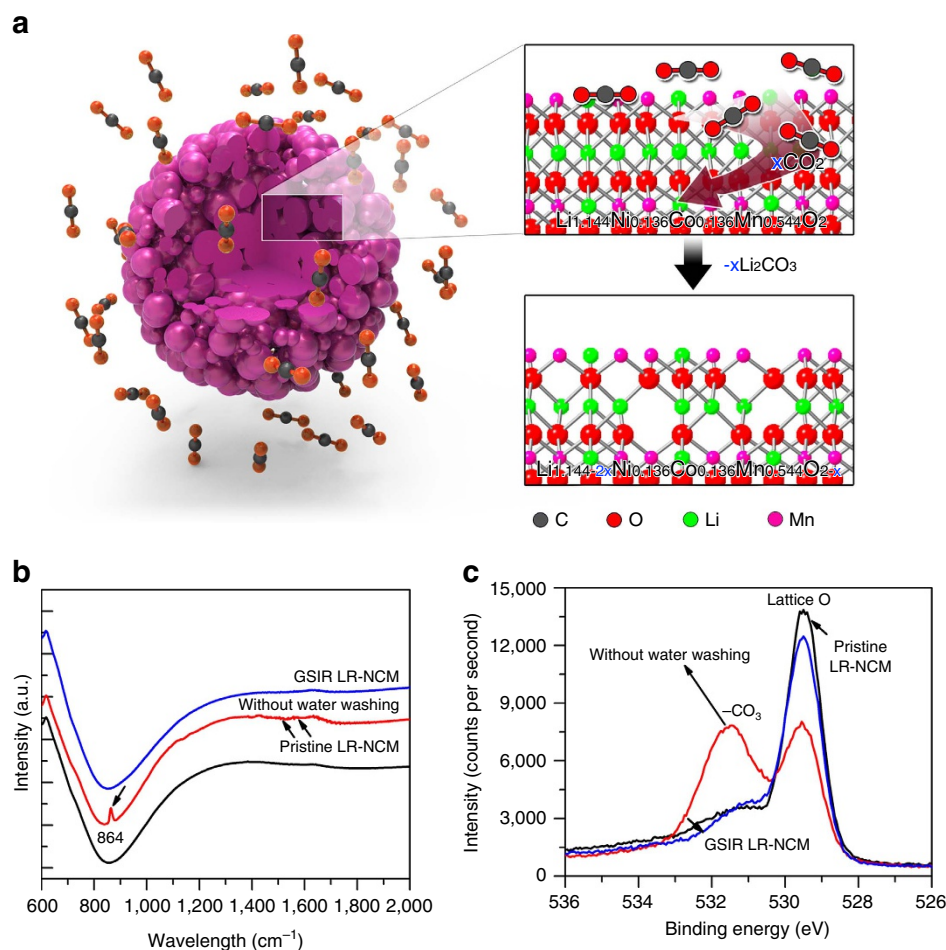 a
xCO2
Li1.144Ni0.136Co0.136Mn0.544O2
-xLi2CO3
Li1.144-2xNi0.136Co0.136Mn0.544O2-x
C O Li Mn
b
Intensity (a.u.)
GSIR LR-NCM
Without water washing
Pristine LR-NCM
864
600 800 1,000 1,200 1,400 1,600 1,800 2,000
Wavelength (cm−1)
c
Intensity (counts per second)
15,000
12,000
9,000
6,000
3,000
0
Lattice O
Pristine
LR-NCM
Without water washing
–CO3
GSIR LR-NCM
536 534 532 530 528 526
Binding energy (eV)